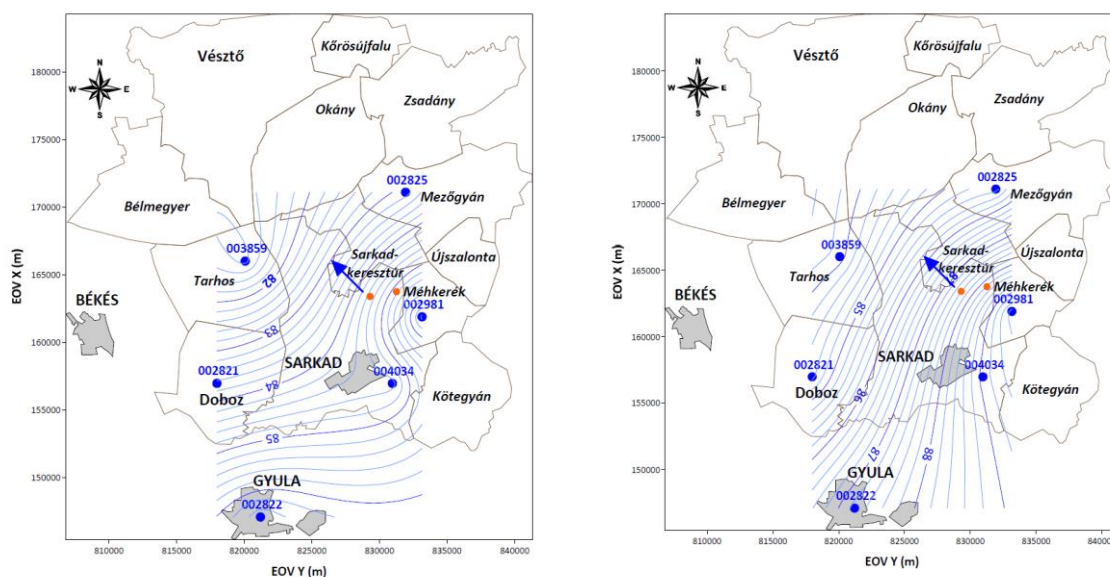 Vésztő
Kőrösújfalu
N
W
E
S
Okány
Zsadány
002825
Mezőgyán
Bélmegyer
003859
Tarhos
Sarkad-
keresztúr
Újszalonta
Méhkerék
002981
BÉKÉS
SARKAD
002821
Doboz
004034
Kötegyán
82
83
84
85
GYULA
002822
180000
175000
170000
165000
160000
155000
150000
EOV X (m)
810000 815000 820000 825000 830000 835000 840000
EOV Y (m)
Vésztő
Kőrösújfalu
N
W
E
S
Okány
Zsadány
002825
Mezőgyán
Bélmegyer
003859
Tarhos
Sarkad-
keresztúr
Újszalonta
Méhkerék
002981
BÉKÉS
SARKAD
002821
Doboz
004034
Kötegyán
85
86
87
88
GYULA
002822
180000
175000
170000
165000
160000
155000
150000
EOV X (m)
810000 815000 820000 825000 830000 835000 840000
EOV Y (m)